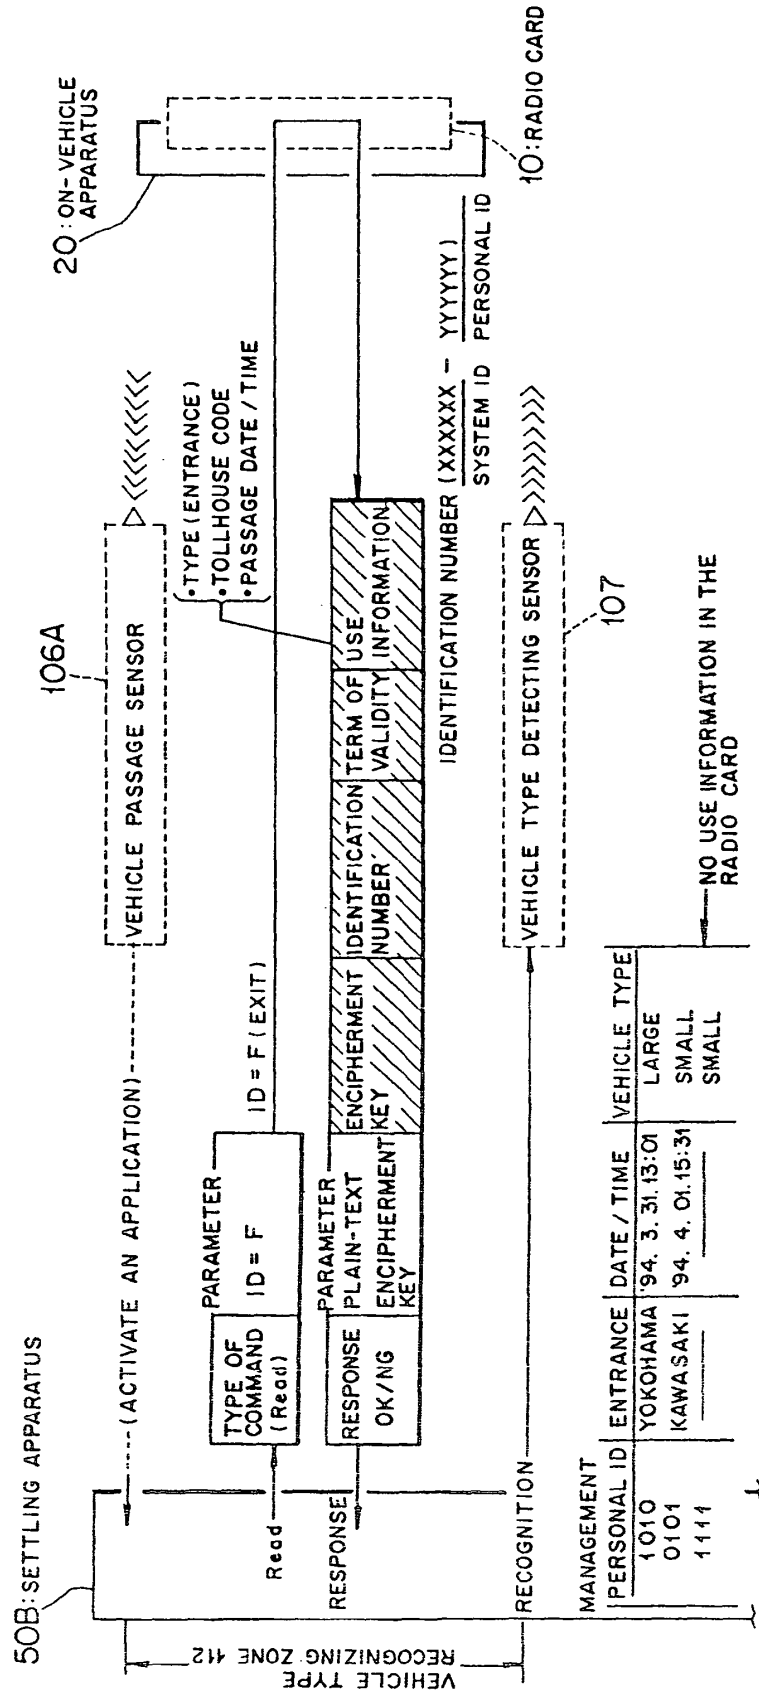 50B:SETTLING APPARATUS
106A
20:ON-VEHICLE
APPARATUS
(ACTIVATE AN APPLICATION)
VEHICLE PASSAGE SENSOR
•TYPE(ENTRANCE)
•TOLLHOUSE CODE
•PASSAGE DATE/TIME
PARAMETER
Read
TYPE OF
COMMAND
(Read)
ID=F
ID=F(EXIT)
10:RADIO CARD
PARAMETER
RESPONSE
RESPONSE
OK/NG
PLAIN-TEXT
ENCIPHERMENT
KEY
ENCIPHERMENT
KEY
IDENTIFICATION
NUMBER
TERM OF
VALIDITY
USE
INFORMATION
IDENTIFICATION NUMBER (XXXXXX - YYYYYY)
SYSTEM ID PERSONAL ID
VEHICLE TYPE
RECOGNIZING ZONE 112
RECOGNITION
VEHICLE TYPE DETECTING SENSOR
107
MANAGEMENT
PERSONAL ID ENTRANCE DATE/TIME VEHICLE TYPE
1010 YOKOHAMA '94. 3. 31. 13:01 LARGE
0101 KAWASAKI '94. 4. 01. 15:31 SMALL
1111 SMALL
NO USE INFORMATION IN THE
RADIO CARD